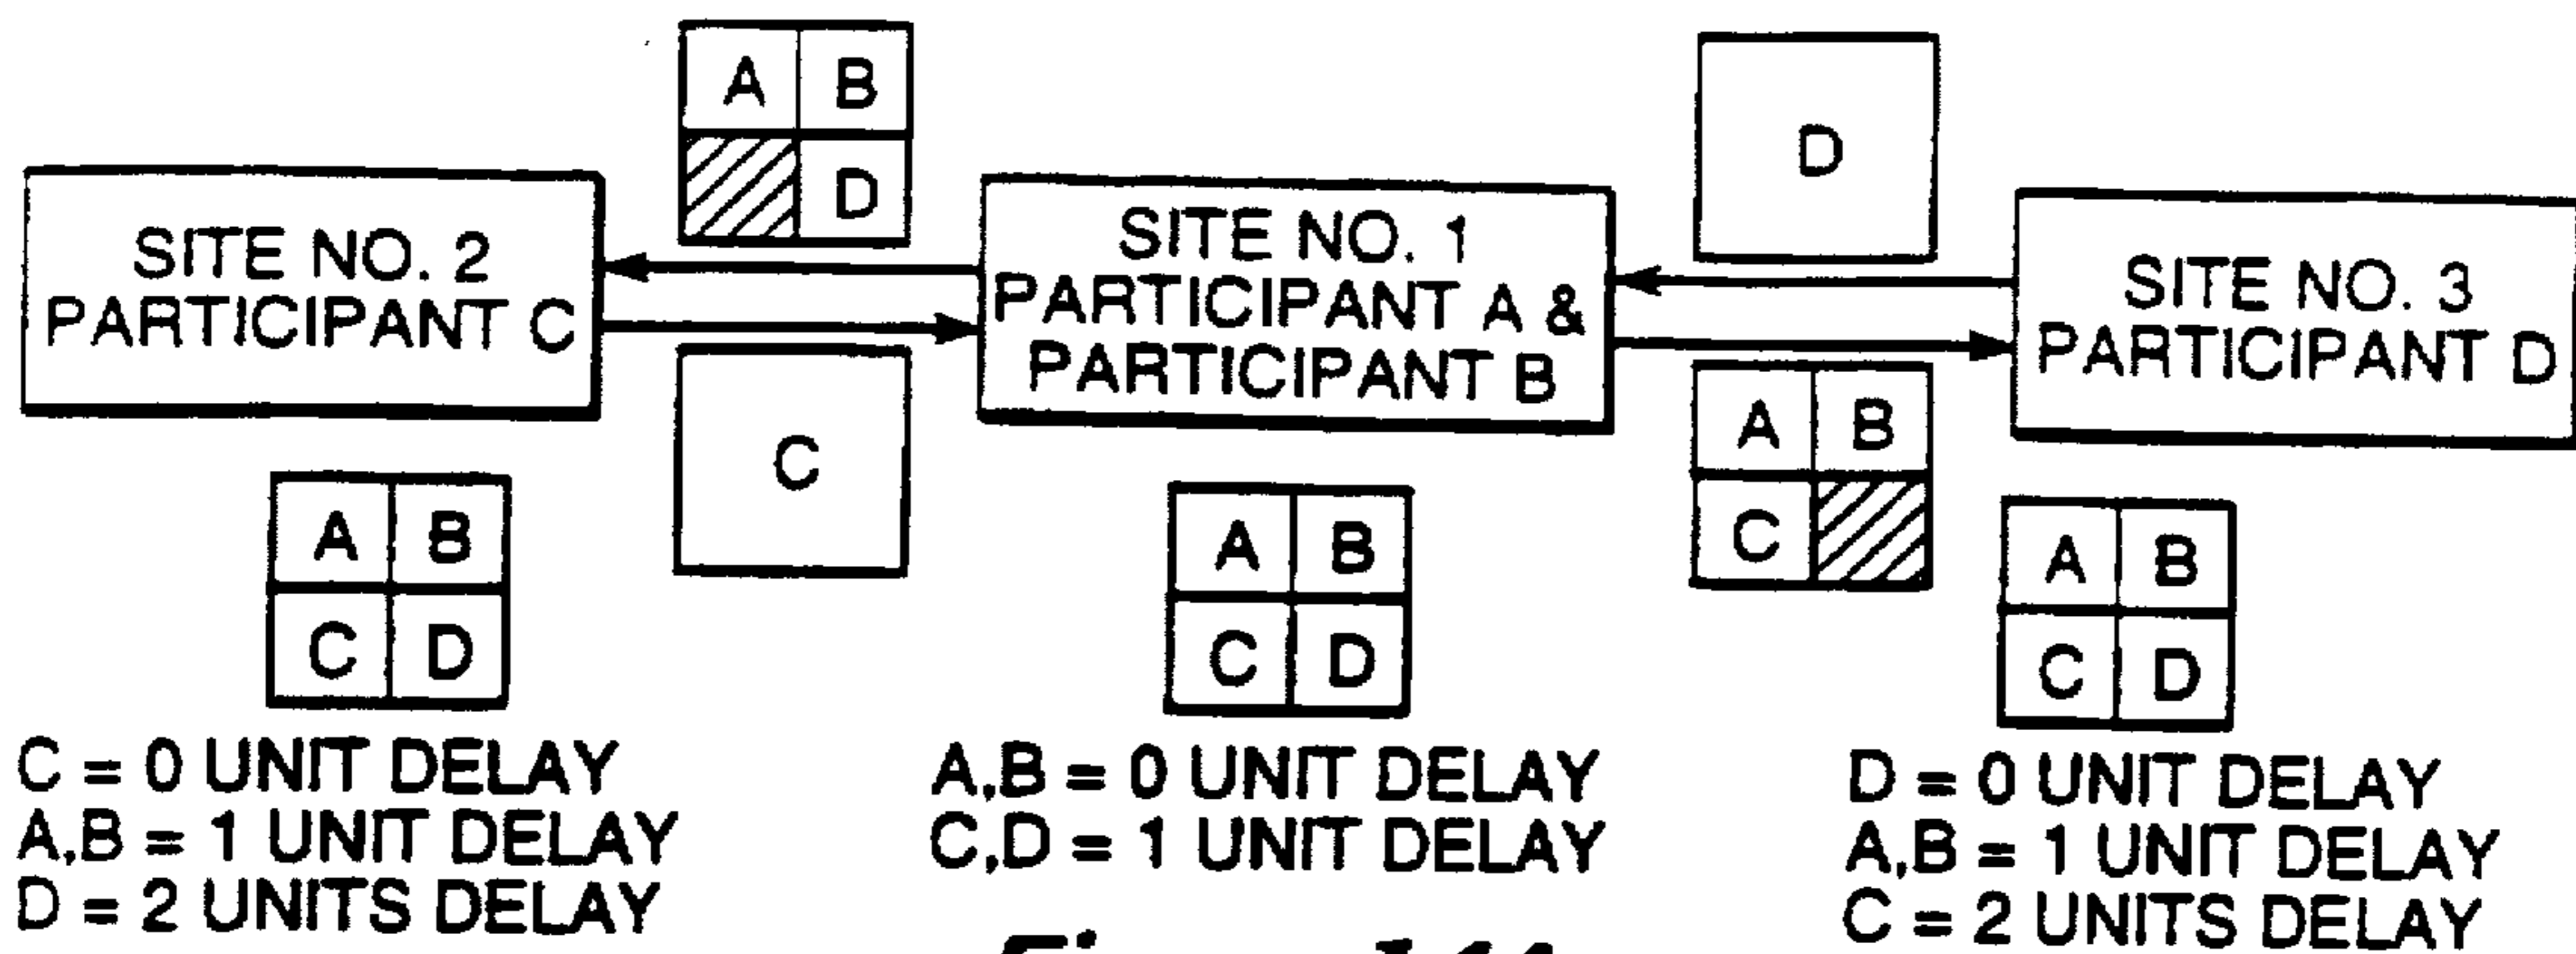 A B
D
D
SITE NO. 2
PARTICIPANT C
SITE NO. 1
PARTICIPANT A &
PARTICIPANT B
SITE NO. 3
PARTICIPANT D
C
A B
C
A B
C D
A B
C D
A B
C D
C = 0 UNIT DELAY
A,B = 1 UNIT DELAY
D = 2 UNITS DELAY
A,B = 0 UNIT DELAY
C,D = 1 UNIT DELAY
D = 0 UNIT DELAY
A,B = 1 UNIT DELAY
C = 2 UNITS DELAY